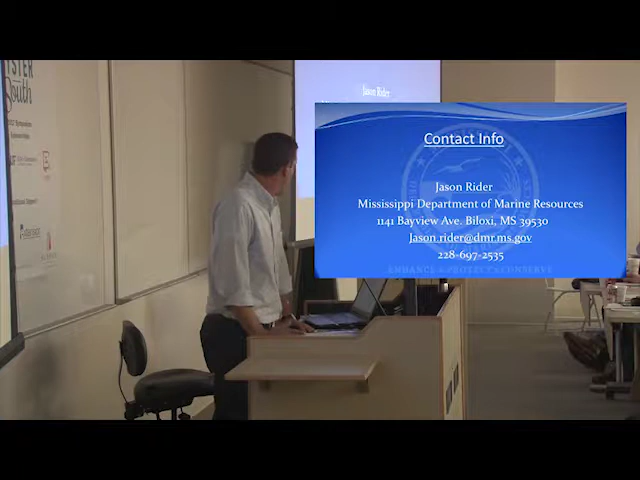 STER
South
Jason Rider
Contact Info
Jason Rider
Mississippi Department of Marine Resources
1141 Bayview Ave. Biloxi, MS 39530
Jason.rider@dmr.ms.gov
228-697-2535
ENHANCE • PROTECT • CONSERVE